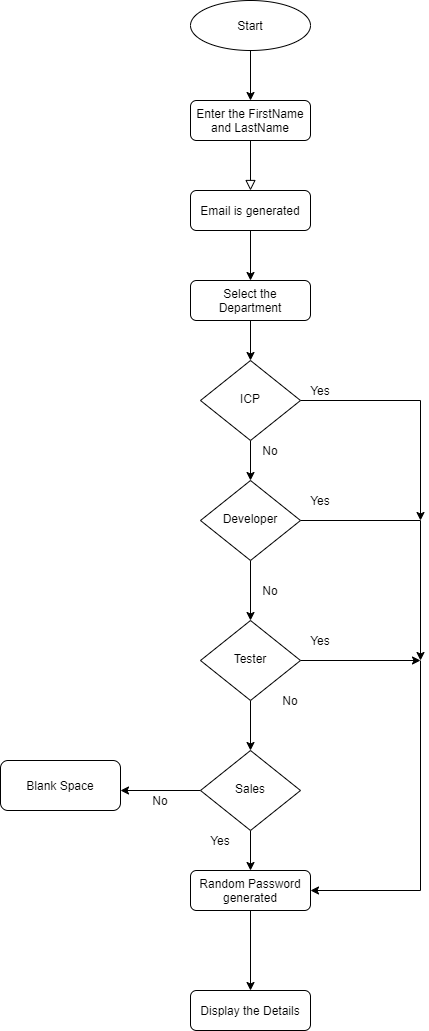 Start
Enter the FirstName
and LastName
Email is generated
Select the
Department
Yes
ICP
No
Yes
Developer
No
Yes
Tester
No
Blank Space
Sales
No
Yes
Random Password
generated
Display the Details